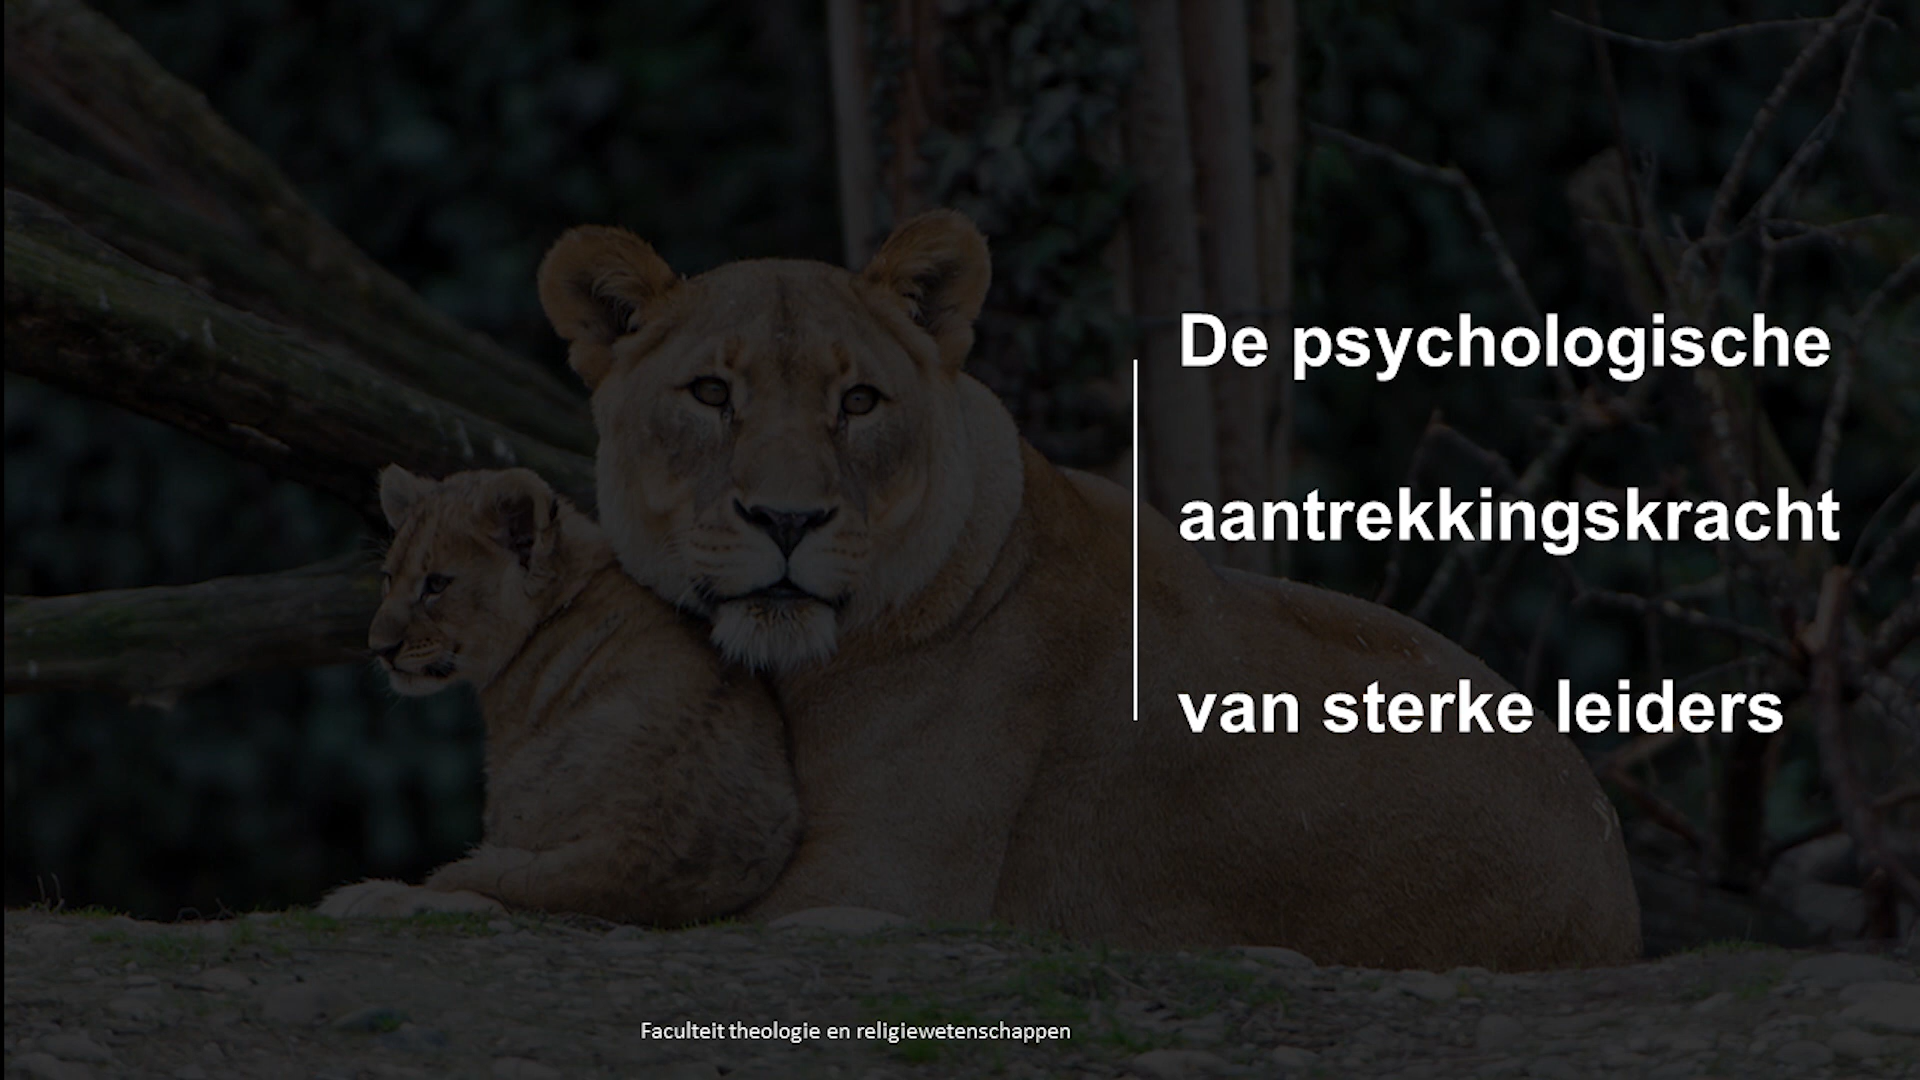 De psychologische
aantrekkingskracht
van sterke leiders
Faculteit theologie en religiewetenschappen